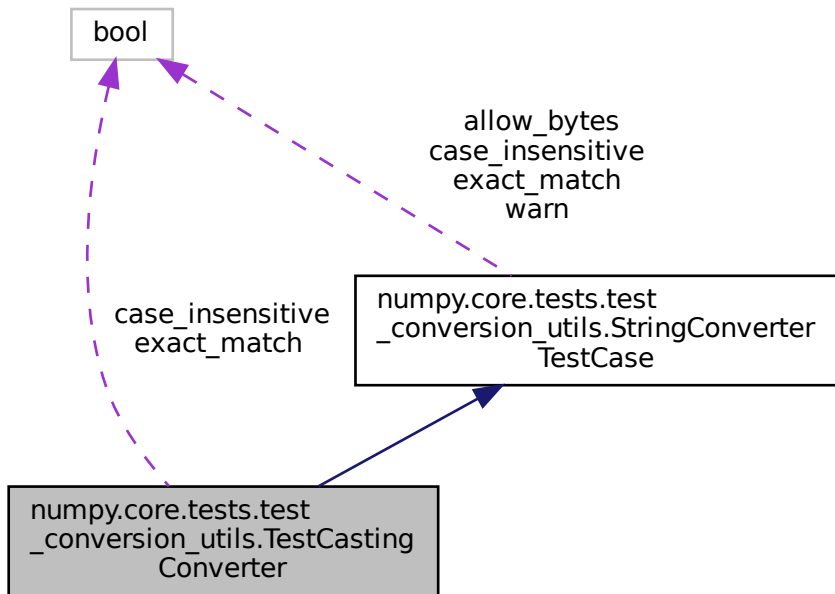 bool
allow_bytes
case_insensitive
exact_match
warn
numpy.core.tests.test
_conversion_utils.StringConverter
TestCase
case_insensitive
exact_match
numpy.core.tests.test
_conversion_utils.TestCasting
Converter